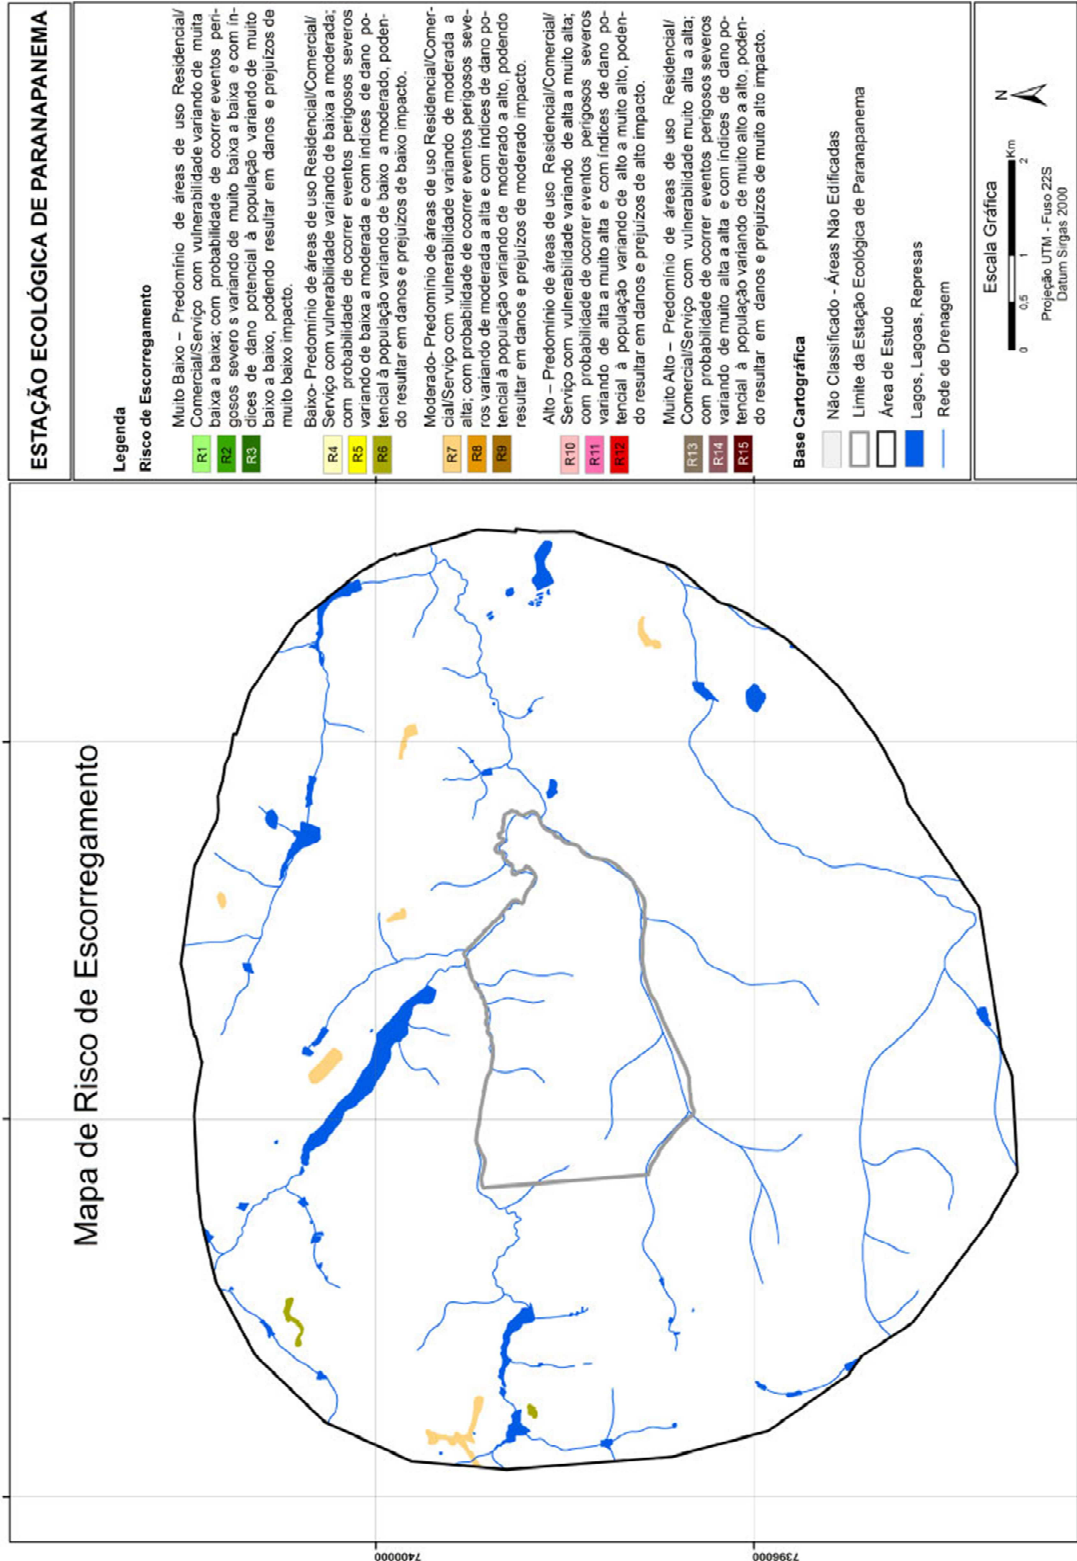 ESTAÇÃO ECOLÓGICA DE PARANAPANEMA
Mapa de Risco de Escorregamento
Legenda
Risco de Escorregamento
Muito Baixo – Predomínio de áreas de uso Residencial/
Comercial/Serviço com vulnerabilidade variando de muita
baixa a baixa; com probabilidade de ocorrer eventos peri-
gosos severo s variando de muito baixa a baixa e com ín-
dices de dano potencial à população variando de muito
baixo a baixo, podendo resultar em danos e prejuízos de
muito baixo impacto.
R1
R2
R3
Baixo- Predomínio de áreas de uso Residencial/Comercial/
Serviço com vulnerabilidade variando de baixa a moderada;
com probabilidade de ocorrer eventos perigosos severos
variando de baixa a moderada e com índices de dano po-
tencial à população variando de baixo a moderado, poden-
do resultar em danos e prejuízos de baixo impacto.
R4
R5
R6
Moderado- Predomínio de áreas de uso Residencial/Comer-
cial/Serviço com vulnerabilidade variando de moderada a
alta; com probabilidade de ocorrer eventos perigosos seve-
ros variando de moderada a alta e com índices de dano po-
tencial à população variando de moderado a alto, podendo
resultar em danos e prejuízos de moderado impacto.
R7
R8
R9
Alto – Predomínio de áreas de uso Residencial/Comercial/
Serviço com vulnerabilidade variando de alta a muito alta;
com probabilidade de ocorrer eventos perigosos severos
variando de alta a muito alta e com índices de dano po-
tencial à população variando de alto a muito alto, poden-
do resultar em danos e prejuízos de alto impacto.
R10
R11
R12
Muito Alto – Predomínio de áreas de uso Residencial/
Comercial/Serviço com vulnerabilidade muito alta a alta;
com probabilidade de ocorrer eventos perigosos severos
variando de muito alta a alta e com índices de dano po-
tencial à população variando de muito alto a alto, poden-
do resultar em danos e prejuízos de muito alto impacto.
R13
R14
R15
Base Cartográfica
Não Classificado - Áreas Não Edificadas
Limite da Estação Ecológica de Paranapanema
Área de Estudo
Lagos, Lagoas, Represas
Rede de Drenagem
Escala Gráfica
0 0,5 1 2 Km
N
Projeção UTM - Fuso 22S
Datum Sirgas 2000
7400000
7396000